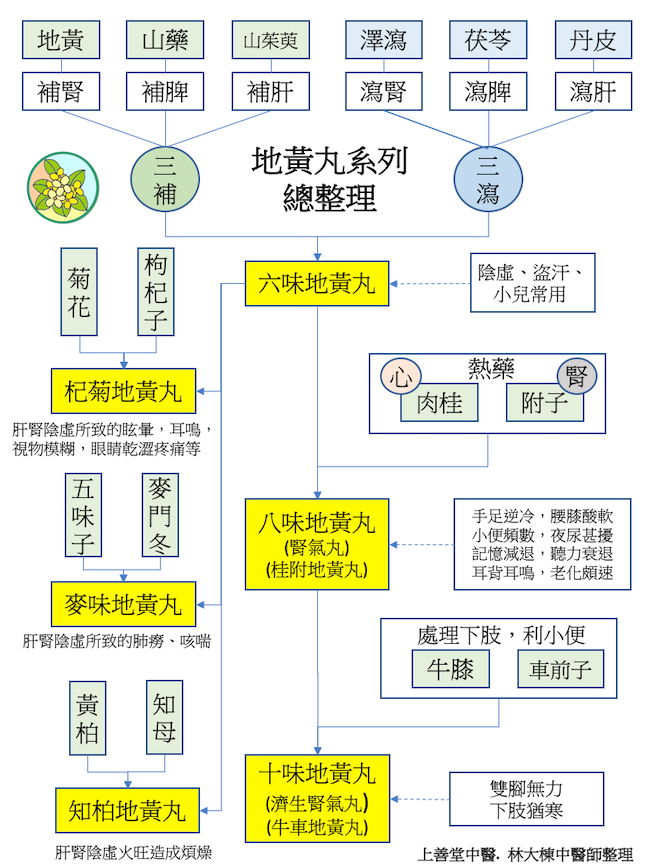 地黃
山藥
山茱萸
澤瀉
茯苓
丹皮
補腎
補脾
補肝
瀉腎
瀉脾
瀉肝
三補
三瀉
地黃丸系列
總整理
六味地黃丸
陰虛、盜汗、
小兒常用
菊花
枸杞子
杞菊地黃丸
肝腎陰虛所致的眩暈，耳鳴，
視物模糊，眼睛乾澀疼痛等
熱藥
心
腎
肉桂
附子
五味子
麥門冬
麥味地黃丸
肝腎陰虛所致的肺癆、咳喘
八味地黃丸
(腎氣丸)
(桂附地黃丸)
手足逆冷，腰膝酸軟
小便頻數，夜尿甚擾
記憶減退，聽力衰退
耳背耳鳴，老化頗速
處理下肢，利小便
牛膝
車前子
黃柏
知母
知柏地黃丸
肝腎陰虛火旺造成煩燥
十味地黃丸
(濟生腎氣丸)
(牛車地黃丸)
雙腳無力
下肢猶寒
上善堂中醫. 林大棟中醫師整理